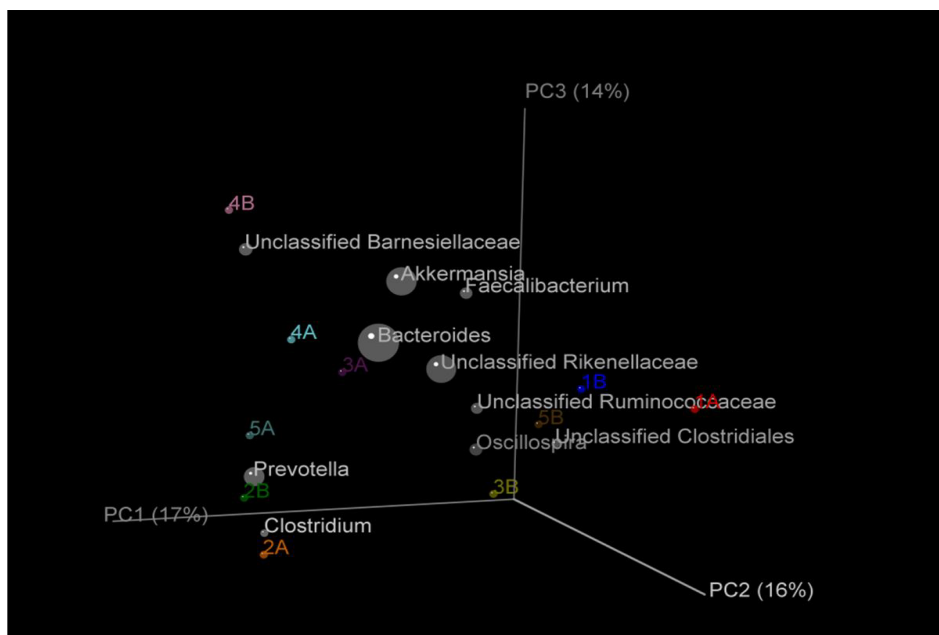 PC3 (14%)
4B
Unclassified Barnesiellaceae
Akkermansia
Faecalibacterium
4A
Bacteroides
3A
Unclassified Rikenellaceae
1B
Unclassified Ruminococcaceae
1A
5B
5A
Unclassified Clostridiales
Oscillospira
Prevotella
2B
3B
PC1 (17%)
Clostridium
2A
PC2 (16%)